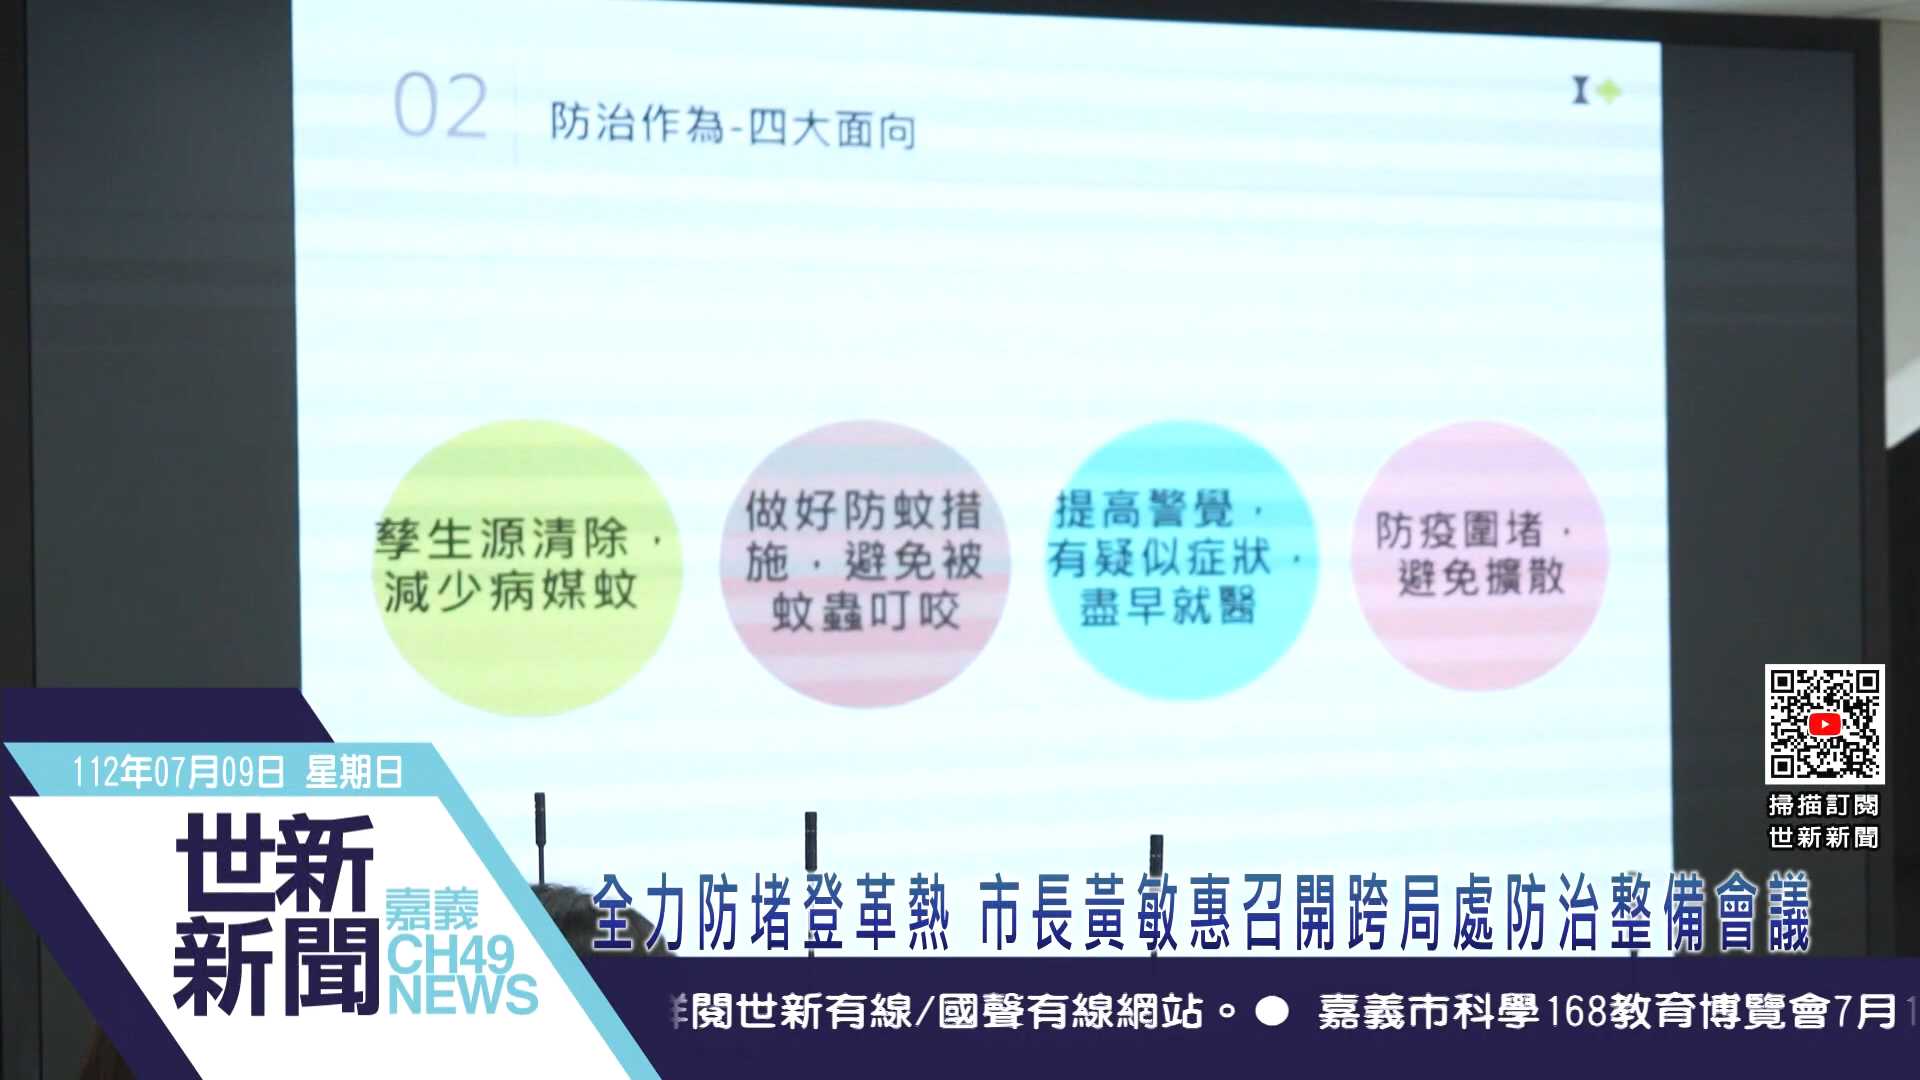 02
防治作為-四大面向
孳生源清除，
減少病媒蚊
做好防蚊措
施，避免被
蚊蟲叮咬
提高警覺，
有疑似症狀，
盡早就醫
防疫圍堵，
避免擴散
掃描訂閱
世新新聞
112年07月09日 星期日
世新
新聞
嘉義
CH49
NEWS
全力防堵登革熱 市長黃敏惠召開跨局處防治整備會議
閱世新有線/國聲有線網站。● 嘉義市科學168教育博覽會7月